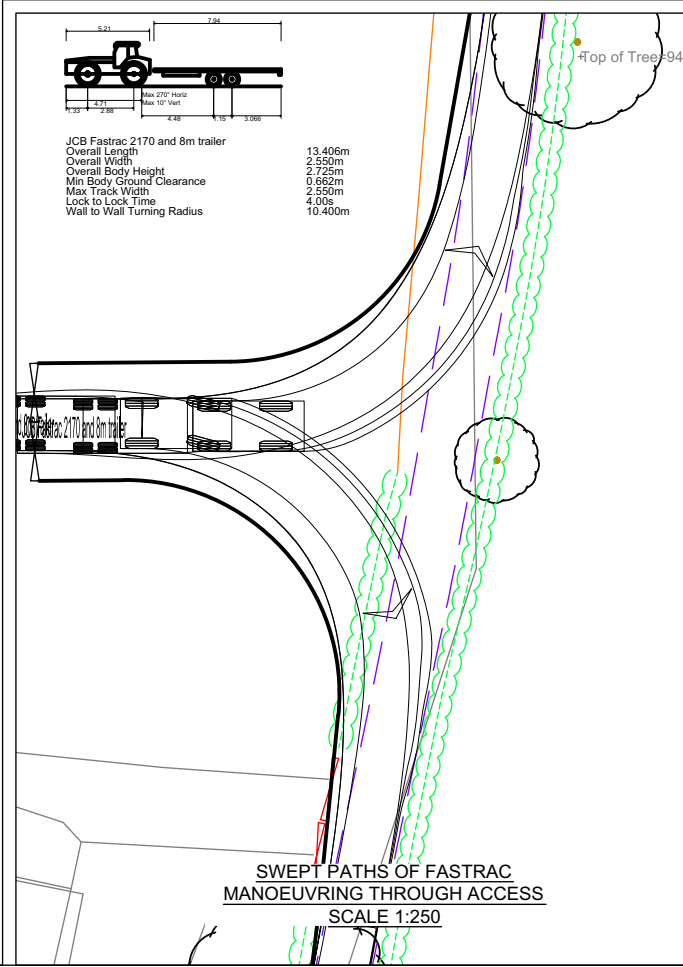 5.21
7.94
Max 270° Horiz
Max 10° Vert
4.71
1.33
2.88
4.48
1.15
3.066
JCB Fastrac 2170 and 8m trailer
Overall Length 13.406m
Overall Width 2.550m
Overall Body Height 2.725m
Min Body Ground Clearance 0.662m
Max Track Width 2.550m
Lock to Lock Time 4.00s
Wall to Wall Turning Radius 10.400m
Top of Tree=94
2170 and 8m trailer
SWEPT PATHS OF FASTRAC
MANOEUVRING THROUGH ACCESS
SCALE 1:250